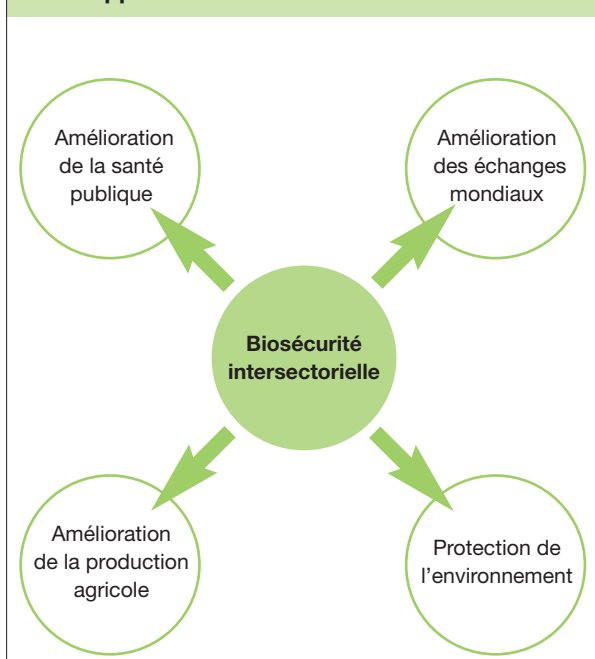 Amélioration
de la santé
publique
Amélioration
des échanges
mondiaux
Biosécurité
intersectorielle
Amélioration
de la production
agricole
Protection de
l'environnement